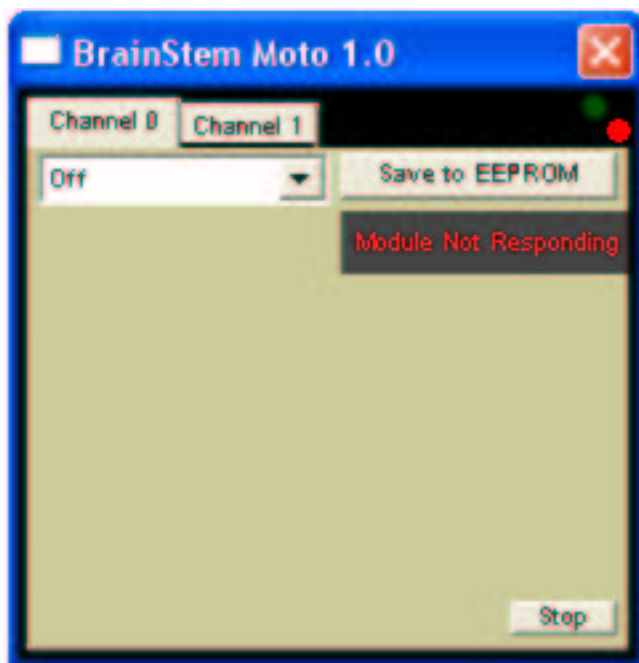 BrainStem Moto 1.0
Channel 0 Channel 1
Off Save to EEPROM
Module Not Responding
Stop